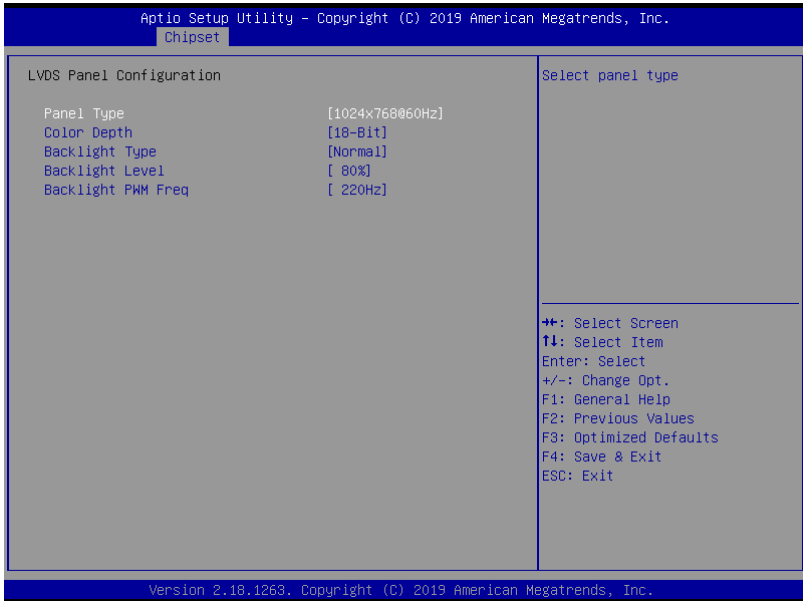 Aptio Setup Utility – Copyright (C) 2019 American Megatrends, Inc.
Chipset
LVDS Panel Configuration
Select panel type
Panel Type [1024x768@60Hz]
Color Depth [18-Bit]
Backlight Type [Normal]
Backlight Level [ 80%]
Backlight PWM Freq [ 220Hz]
→←: Select Screen
↑↓: Select Item
Enter: Select
+/-: Change Opt.
F1: General Help
F2: Previous Values
F3: Optimized Defaults
F4: Save & Exit
ESC: Exit
Version 2.18.1263. Copyright (C) 2019 American Megatrends, Inc.